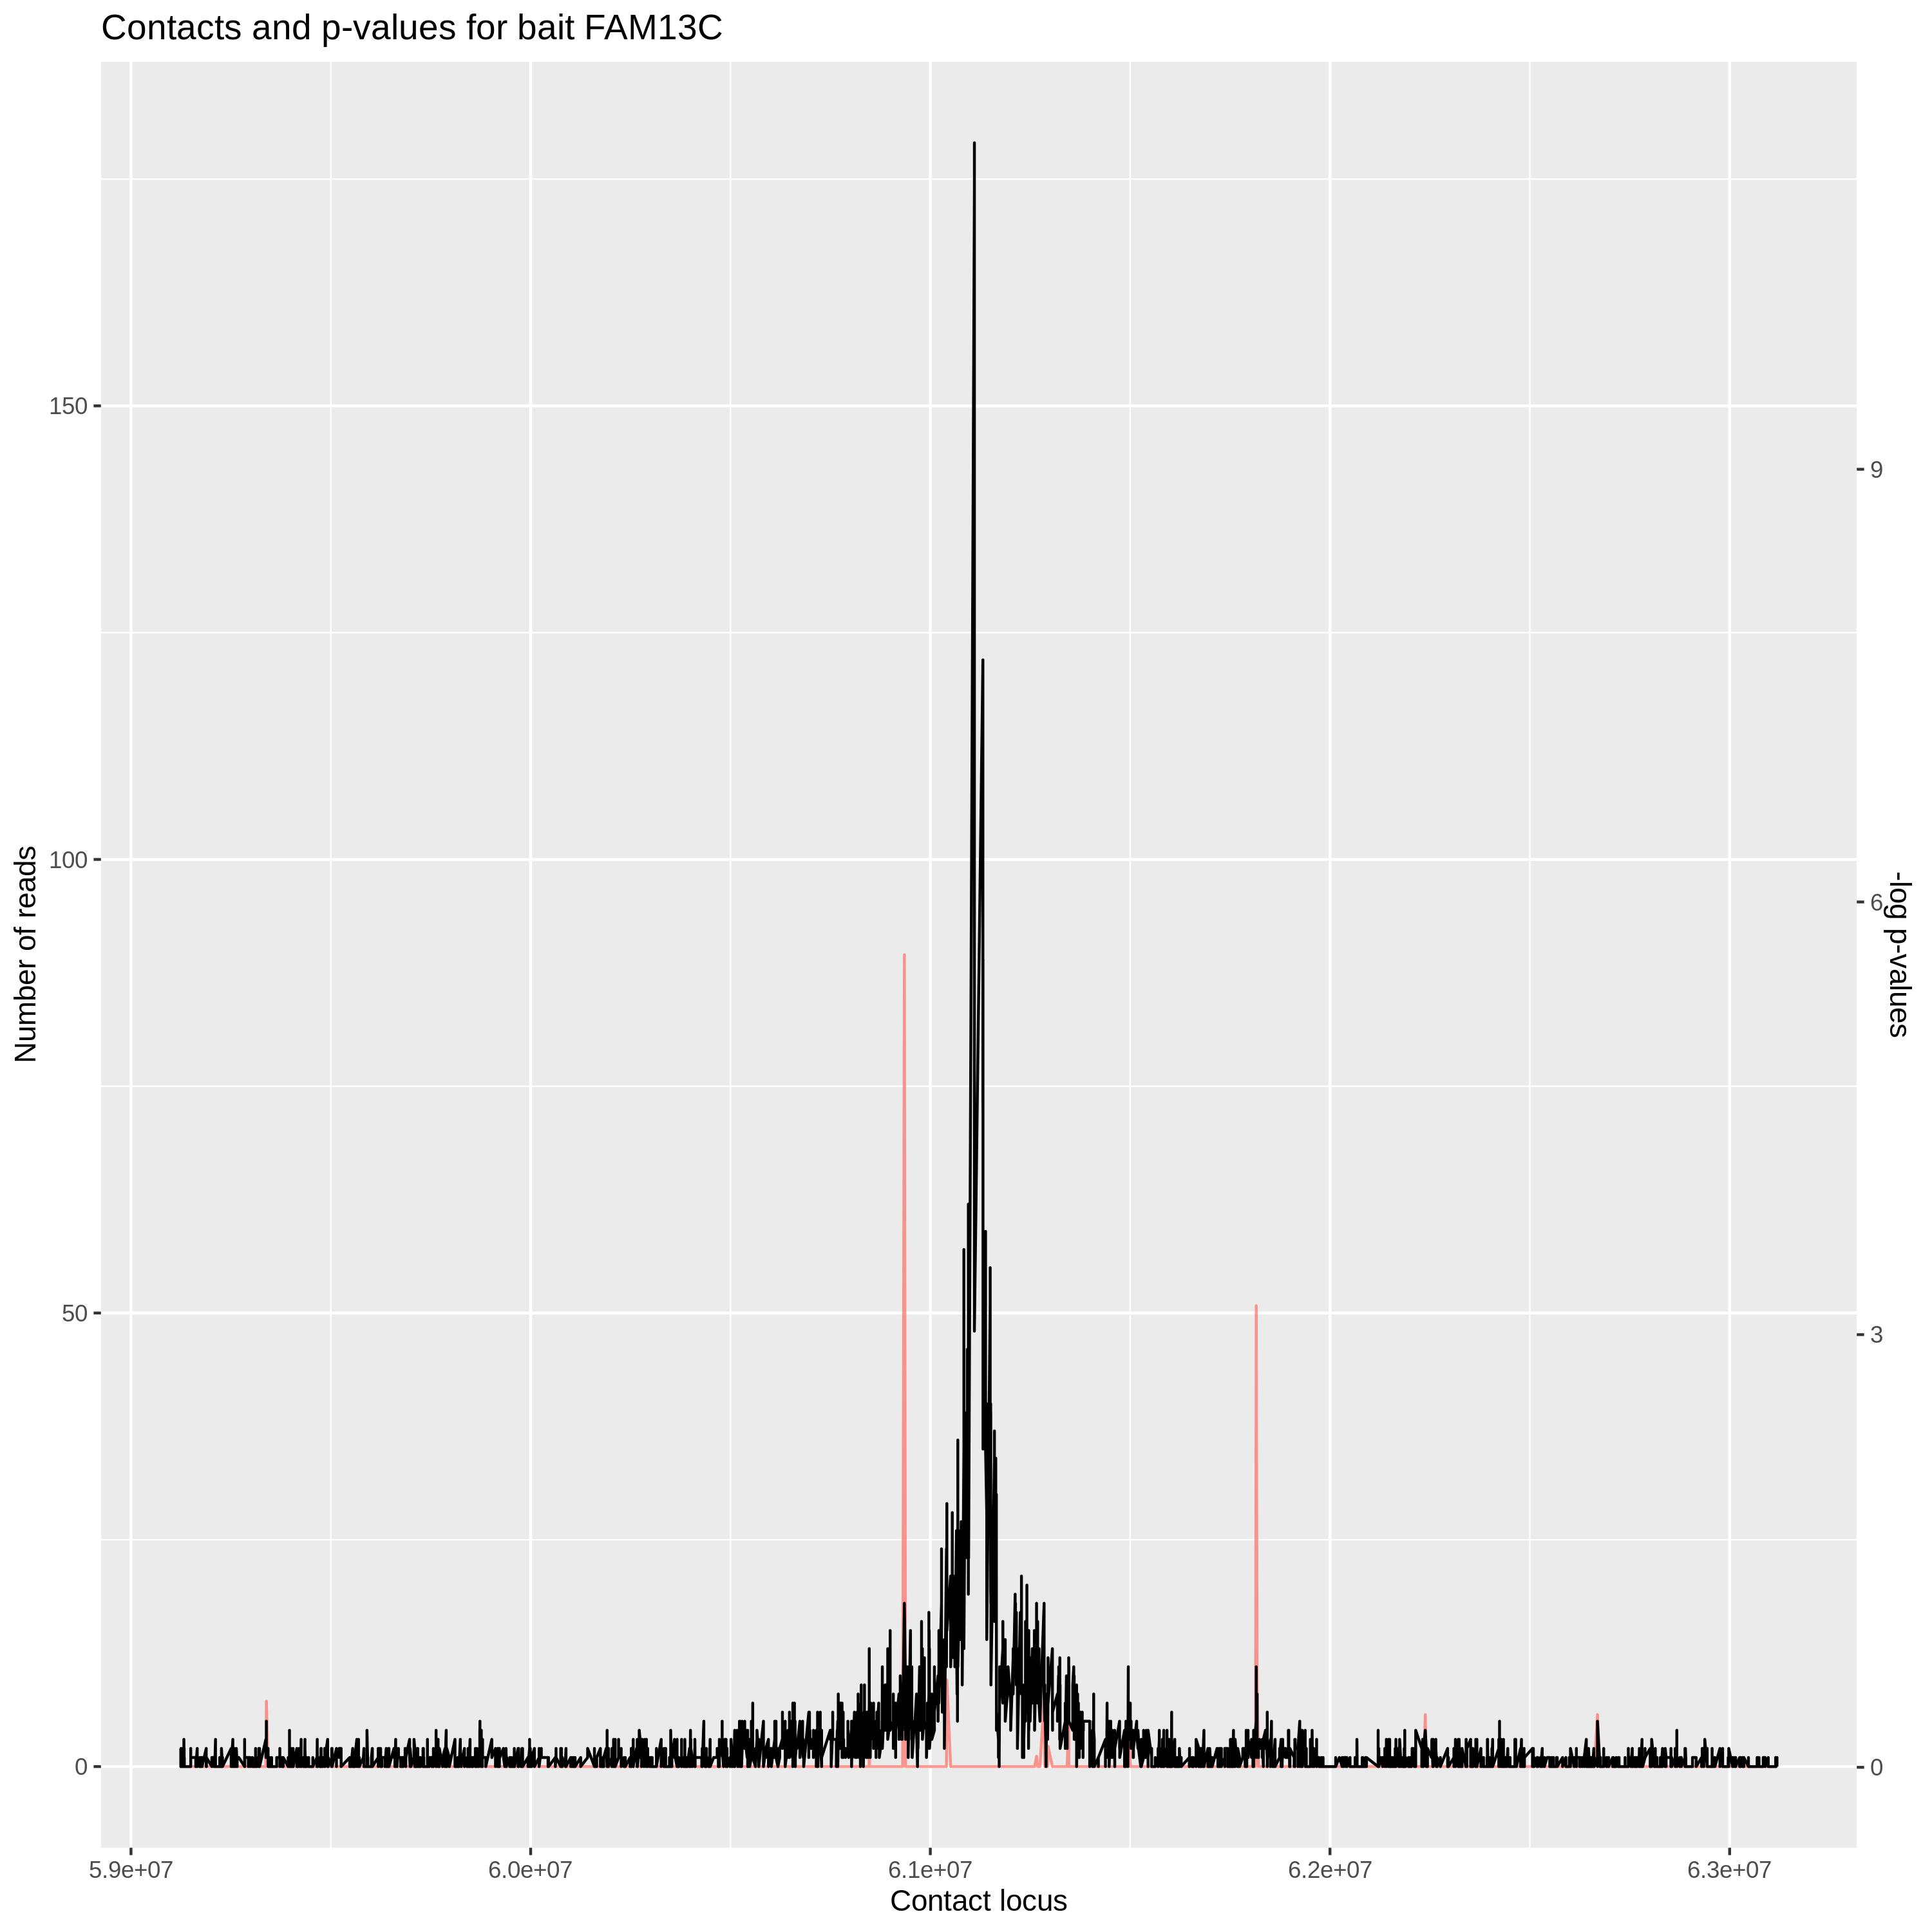 Contacts and p-values for bait FAM13C
Number of reads
150
100
50
0
9
6
3
0
-log p-values
5.9e+07
6.0e+07
6.1e+07
6.2e+07
6.3e+07
Contact locus